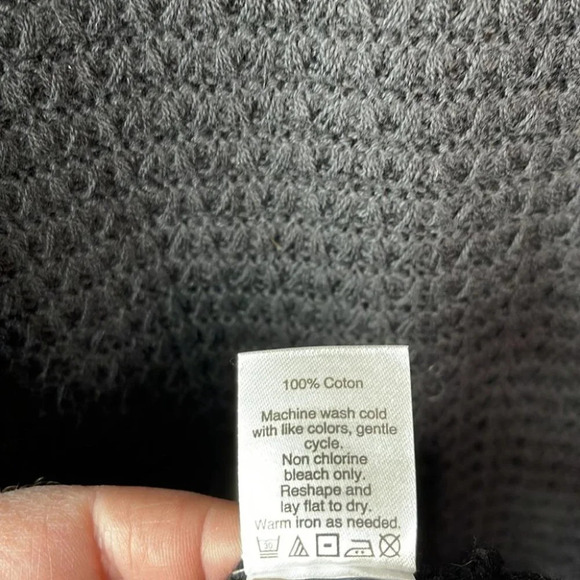 100% Coton
Machine wash cold
with like colors, gentle
cycle.
Non chlorine
bleach only.
Reshape and
lay flat to dry.
Warm iron as needed.
30